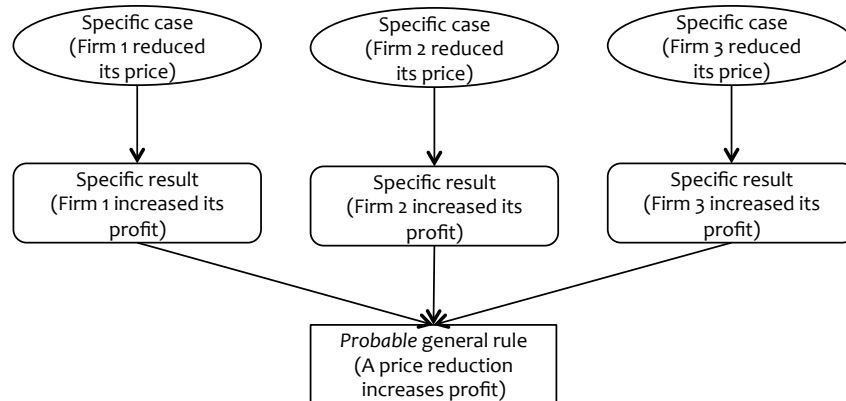 Specific case
(Firm 1 reduced
its price)
Specific case
(Firm 2 reduced
its price)
Specific case
(Firm 3 reduced
its price)
Specific result
(Firm 1 increased its
profit)
Specific result
(Firm 2 increased its
profit)
Specific result
(Firm 3 increased its
profit)
Probable general rule
(A price reduction
increases profit)